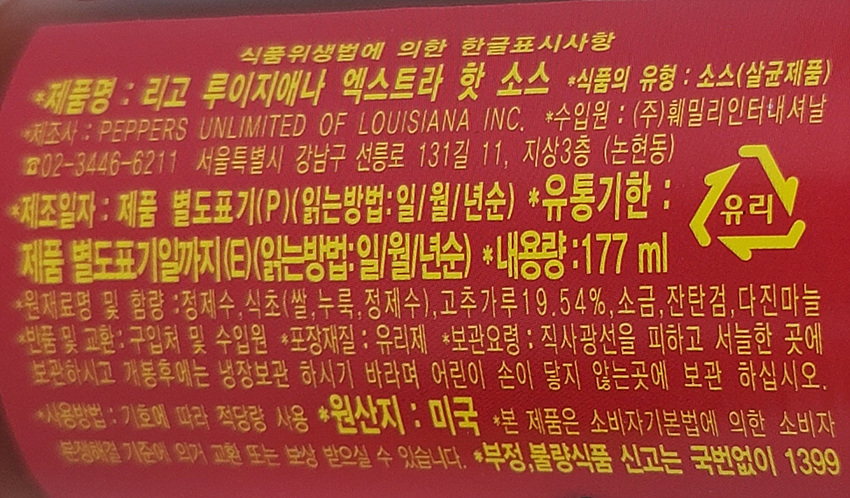 식품위생법에 의한 한글표시사항
*제품명 : 리고 루이지애나 엑스트라 핫 소스 *식품의 유형 : 소스(살균제품)
*제조사 : PEPPERS UNLIMITED OF LOUISIANA INC. *수입원 : (주)훼밀리인터내셔날
☎02-3446-6211 서울특별시 강남구 선릉로 131길 11, 지상3층 (논현동)
*제조일자 : 제품 별도표기(P)(읽는방법:일/월/년순) *유통기한 :
유리
제품 별도표기일까지(E)(읽는방법:일/월/년순) *내용량:177 ml
*원재료명 및 함량 :정제수,식초(쌀,누룩,정제수),고추가루19.54%,소금,잔탄검,다진마늘
*반품 및 교환 : 구입처 및 수입원 *포장재질 : 유리제 *보관요령 : 직사광선을 피하고 서늘한 곳에
보관하시고 개봉후에는 냉장보관 하시기 바라며 어린이 손이 닿지 않는곳에 보관 하십시오.
*사용방법 : 기호에 따라 적당량 사용 *원산지 : 미국 *본 제품은 소비자기본법에 의한 소비자
분쟁해결 기준에 의거 교환 또는 보상 받으실 수 있습니다. *부정,불량식품 신고는 국번없이 1399